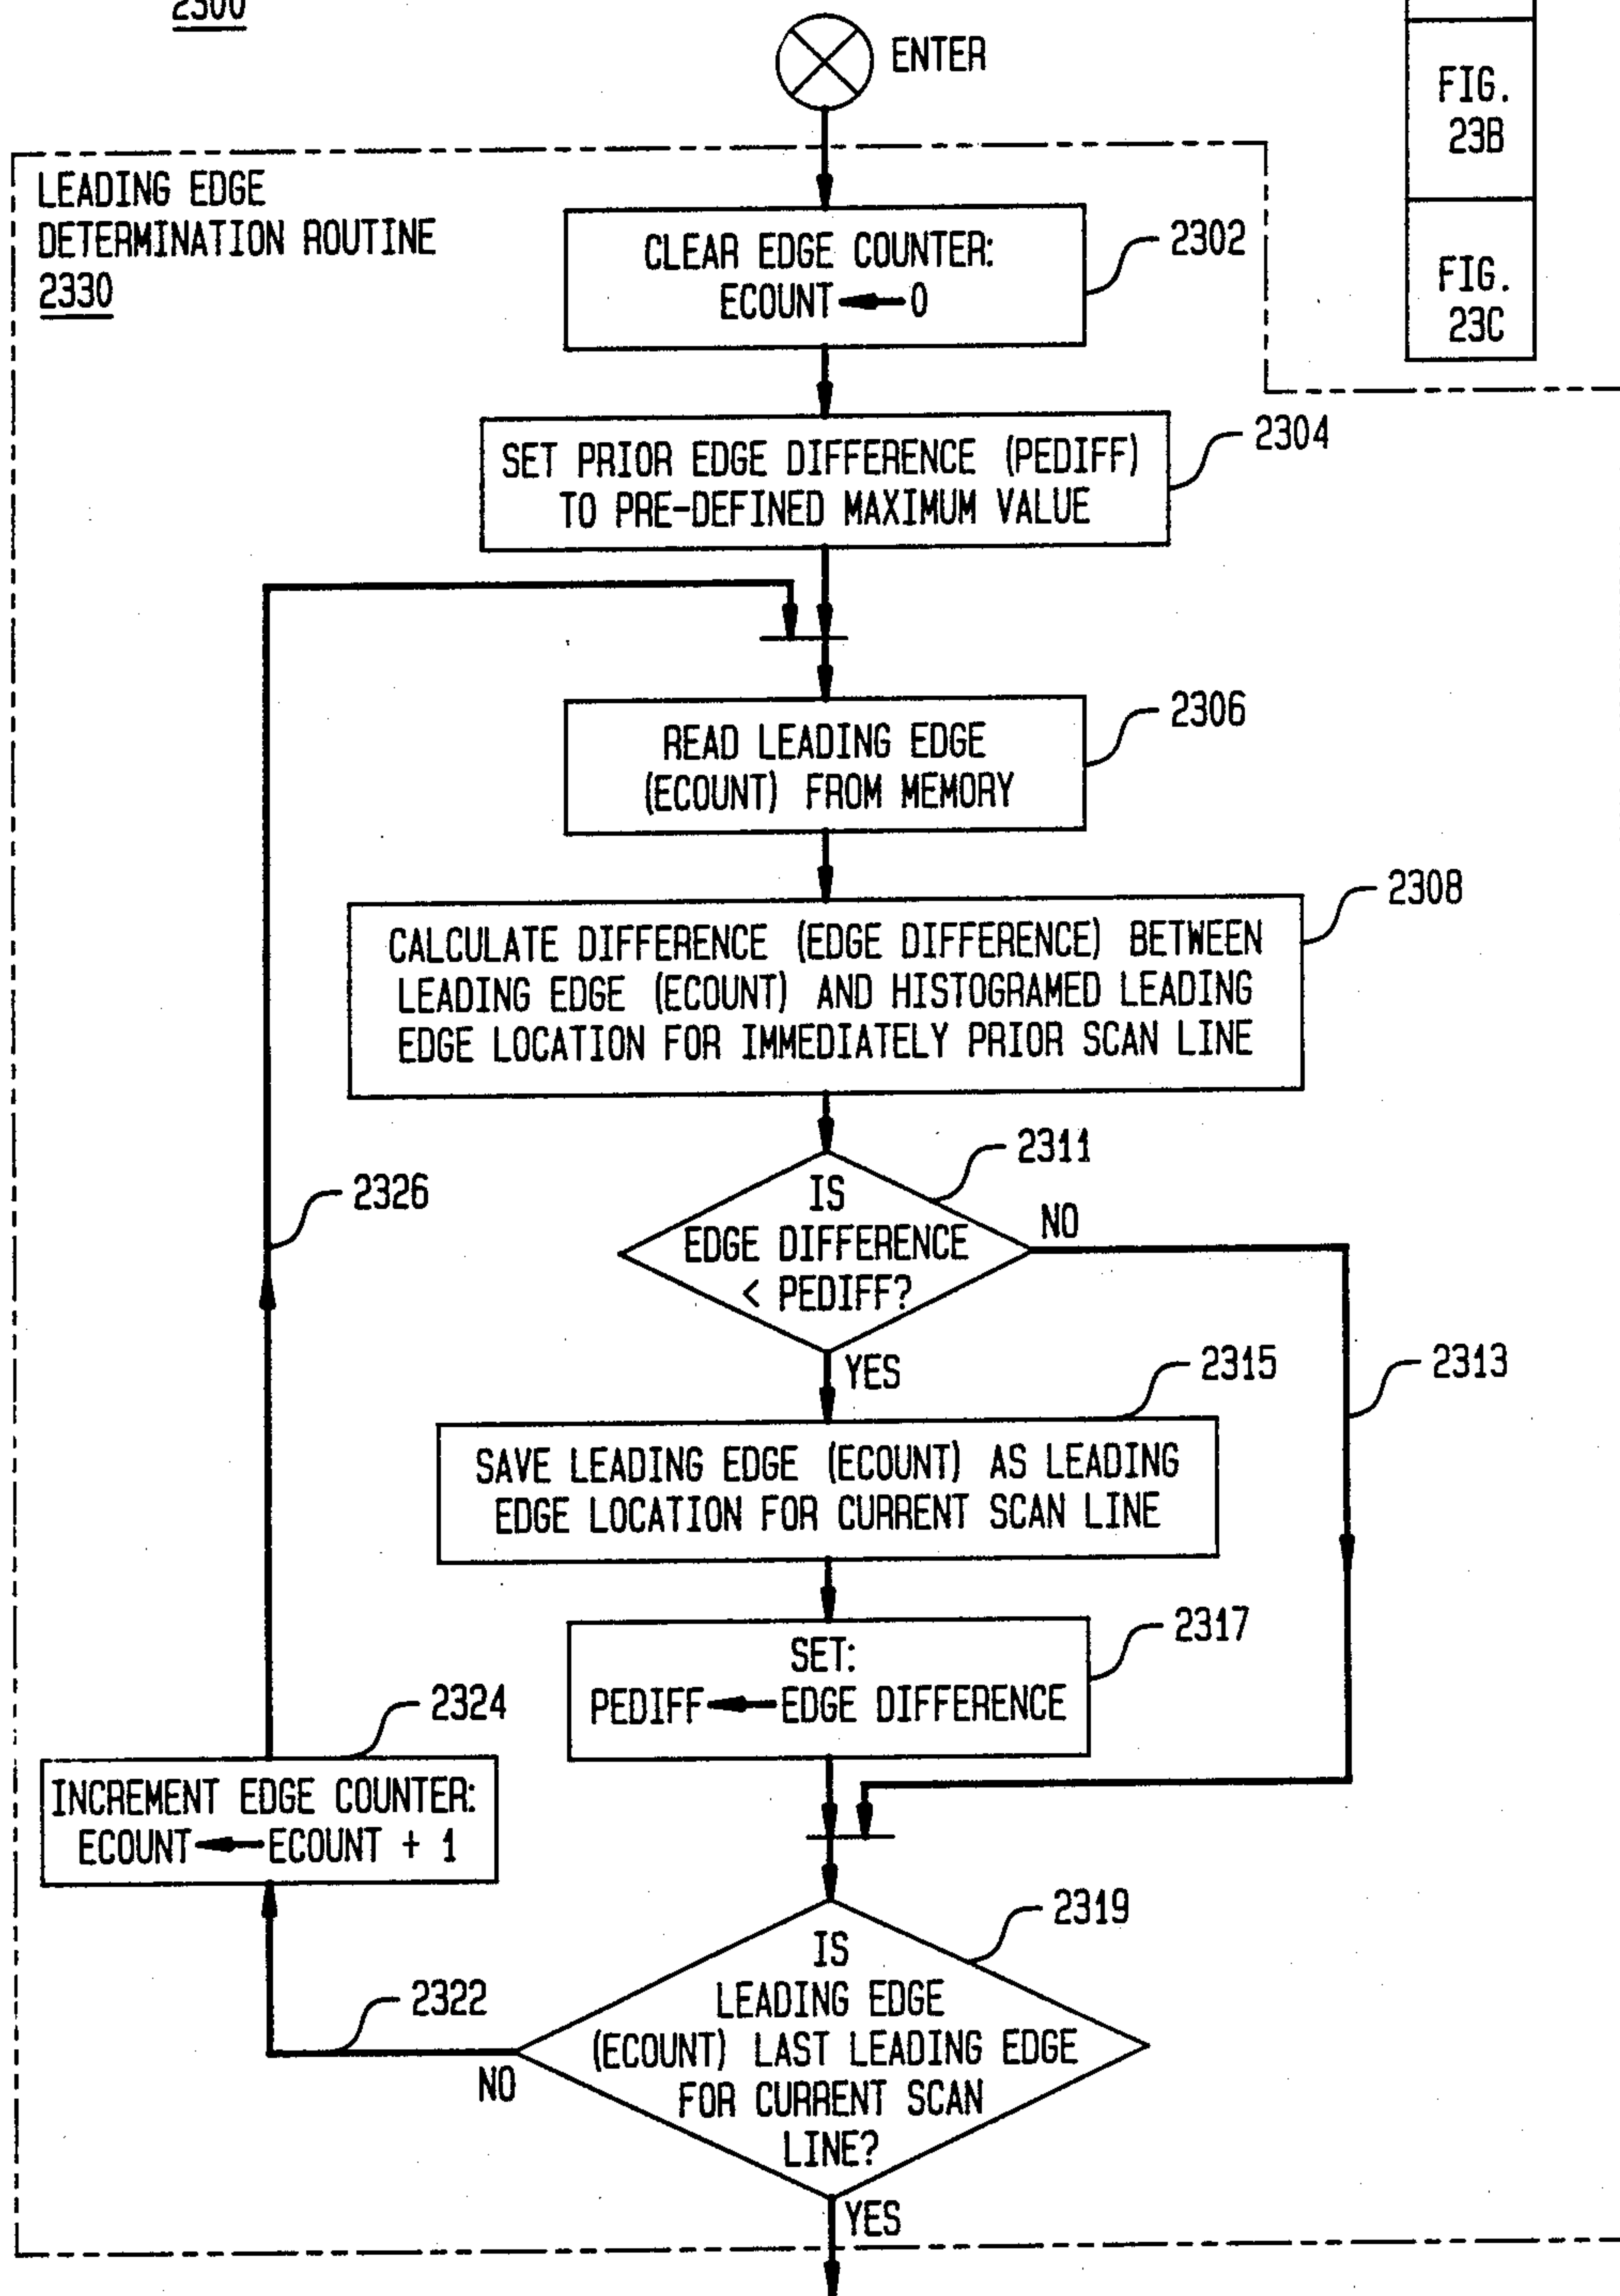 2300
ENTER
FIG.
23B
FIG.
23C
LEADING EDGE
DETERMINATION ROUTINE
2330
CLEAR EDGE COUNTER:
ECOUNT ← 0
2302
SET PRIOR EDGE DIFFERENCE (PEDIFF)
TO PRE-DEFINED MAXIMUM VALUE
2304
READ LEADING EDGE
(ECOUNT) FROM MEMORY
2306
CALCULATE DIFFERENCE (EDGE DIFFERENCE) BETWEEN
LEADING EDGE (ECOUNT) AND HISTOGRAMED LEADING
EDGE LOCATION FOR IMMEDIATELY PRIOR SCAN LINE
2308
IS
EDGE DIFFERENCE
< PEDIFF?
2311
NO
2326
YES
2313
SAVE LEADING EDGE (ECOUNT) AS LEADING
EDGE LOCATION FOR CURRENT SCAN LINE
2315
SET:
PEDIFF ← EDGE DIFFERENCE
2317
2324
INCREMENT EDGE COUNTER:
ECOUNT ← ECOUNT + 1
IS
LEADING EDGE
(ECOUNT) LAST LEADING EDGE
FOR CURRENT SCAN
LINE?
2319
2322
NO
YES